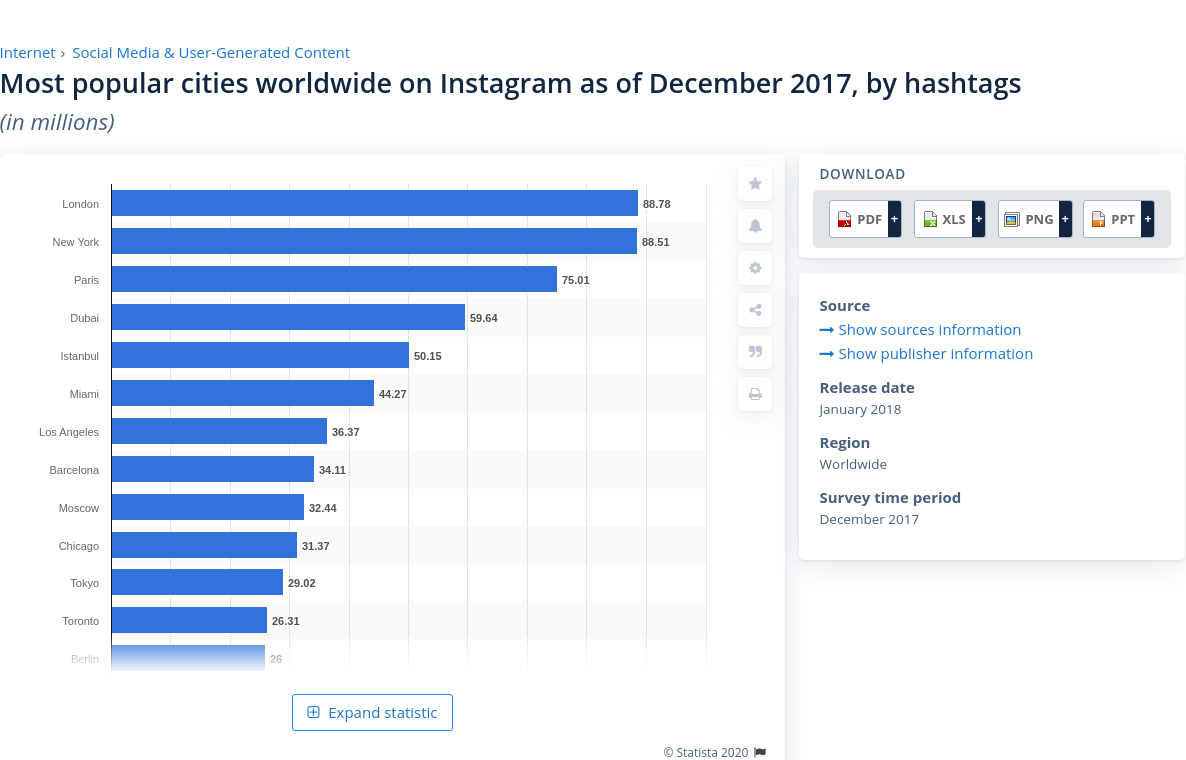 Internet › Social Media & User-Generated Content
Most popular cities worldwide on Instagram as of December 2017, by hashtags
(in millions)
London 88.78
New York 88.51
Paris 75.01
Dubai 59.64
Istanbul 50.15
Miami 44.27
Los Angeles 36.37
Barcelona 34.11
Moscow 32.44
Chicago 31.37
Tokyo 29.02
Toronto 26.31
Berlin 26
Expand statistic
© Statista 2020
DOWNLOAD
PDF + XLS + PNG + PPT +
Source
Show sources information
Show publisher information
Release date
January 2018
Region
Worldwide
Survey time period
December 2017